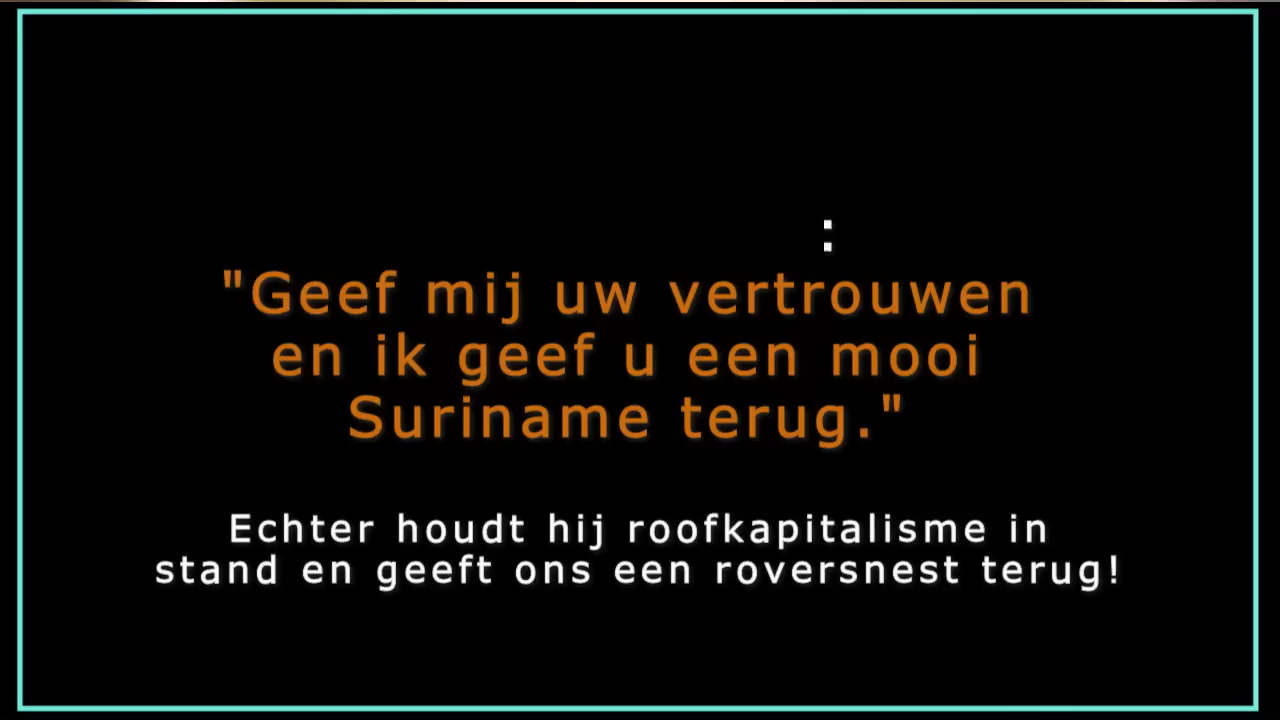 :
"Geef mij uw vertrouwen
en ik geef u een mooi
Suriname terug."
Echter houdt hij roofkapitalisme in
stand en geeft ons een roversnest terug!